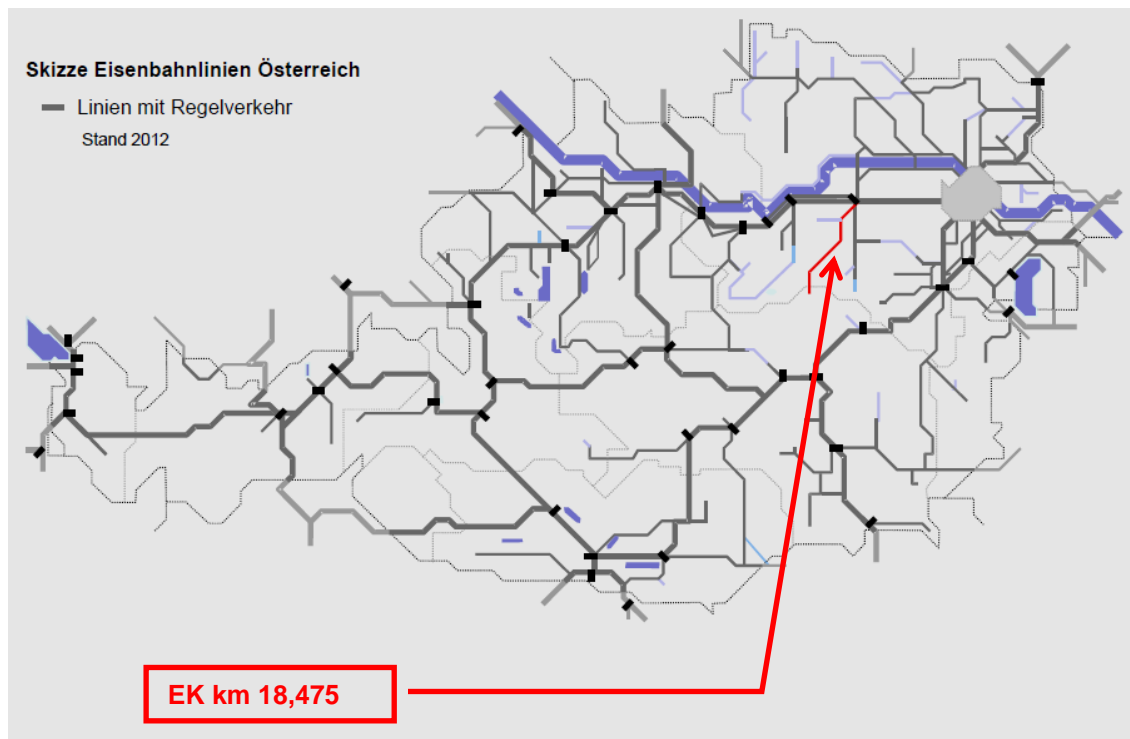 Skizze Eisenbahnlinien Österreich
Linien mit Regelverkehr
Stand 2012
EK km 18,475